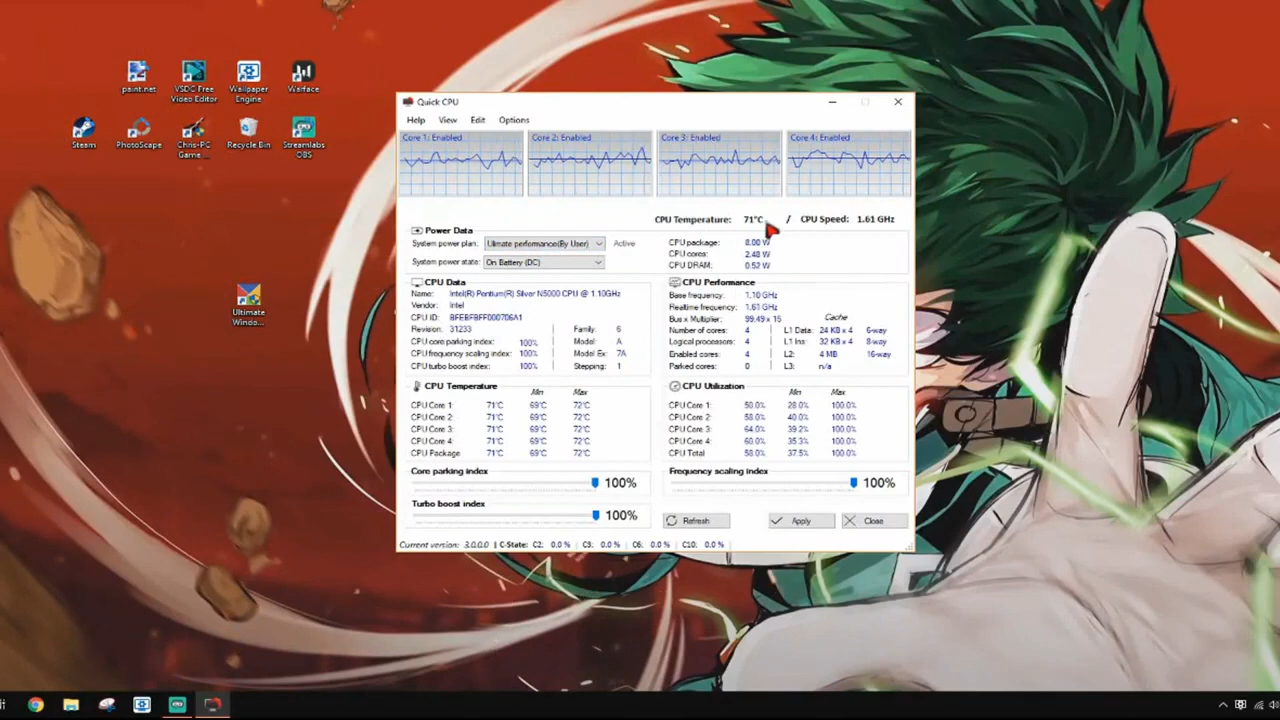 paint.net
VSDC Free
Video Editor
Wallpaper
Engine
Warface
Steam
PhotoScape
Chris-PC
Game ...
Recycle Bin
Streamlabs
OBS
Ultimate
Windo...
Quick CPU
Help View Edit Options
Core 1: Enabled Core 2: Enabled Core 3: Enabled Core 4: Enabled
CPU Temperature: 71°C / CPU Speed: 1.61 GHz
Power Data
System power plan: Ulimate performance(By User) Active
System power state: On Battery (DC)
CPU package: 8.00 W
CPU cores: 2.48 W
CPU DRAM: 0.52 W
CPU Data
Name: Intel(R) Pentium(R) Silver N5000 CPU @ 1.10GHz
Vendor: Intel
CPU ID: BFEBFBFF000706A1
Revision: 31233 Family: 6
CPU core parking index: 100% Model: A
CPU frequency scaling index: 100% Model Ex: 7A
CPU turbo boost index: 100% Stepping: 1
CPU Performance
Base frequency: 1.10 GHz
Realtime frequency: 1.61 GHz
Bus x Multiplier: 99.49 x 15 Cache
Number of cores: 4 L1 Data: 24 KB x 4 6-way
Logical processors: 4 L1 Ins: 32 KB x 4 8-way
Enabled cores: 4 L2: 4 MB 16-way
Parked cores: 0 L3: n/a
CPU Temperature Min Max
CPU Core 1: 71°C 69°C 72°C
CPU Core 2: 71°C 69°C 72°C
CPU Core 3: 71°C 69°C 72°C
CPU Core 4: 71°C 69°C 72°C
CPU Package 71°C 69°C 72°C
CPU Utilization Min Max
CPU Core 1: 50.0% 28.0% 100.0%
CPU Core 2: 58.0% 40.0% 100.0%
CPU Core 3: 64.0% 39.2% 100.0%
CPU Core 4: 60.0% 35.3% 100.0%
CPU Total 58.0% 37.5% 100.0%
Core parking index
100%
Frequency scaling index
100%
Turbo boost index
100%
Refresh Apply Close
Current version: 3.0.0.0 | C-State: C2: 0.0 % | C3: 0.0 % | C6: 0.0 % | C10: 0.0 % |